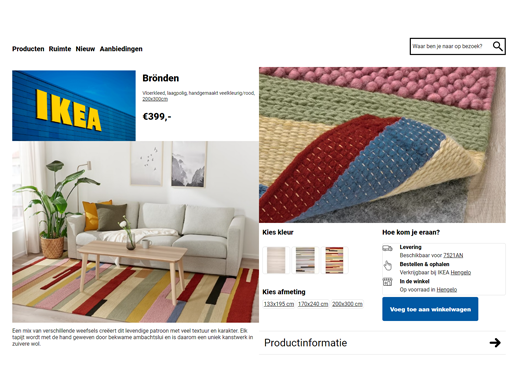 Producten Ruimte Nieuw Aanbiedingen
Waar ben je naar op bezoek?
IKEA
Brönden
Vloerkleed, laagpolig, handgemaakt veelkleurig/rood,
200x300cm
€399,-
Een mix van verschillende weefsels creëert dit levendige patroon met veel textuur en karakter. Elk
tapijt wordt met de hand geweven door bekwame ambachtslui en is daarom een uniek kanstwerk in
zuivere wol.
Kies kleur
Kies afmeting
133x195 cm 170x240 cm 200x300 cm
Hoe kom je eraan?
Levering
Beschikbaar voor 7521AN
Bestellen & ophalen
Verkrijgbaar bij IKEA Hengelo
In de winkel
Op voorraad in Hengelo
Voeg toe aan winkelwagen
Productinformatie